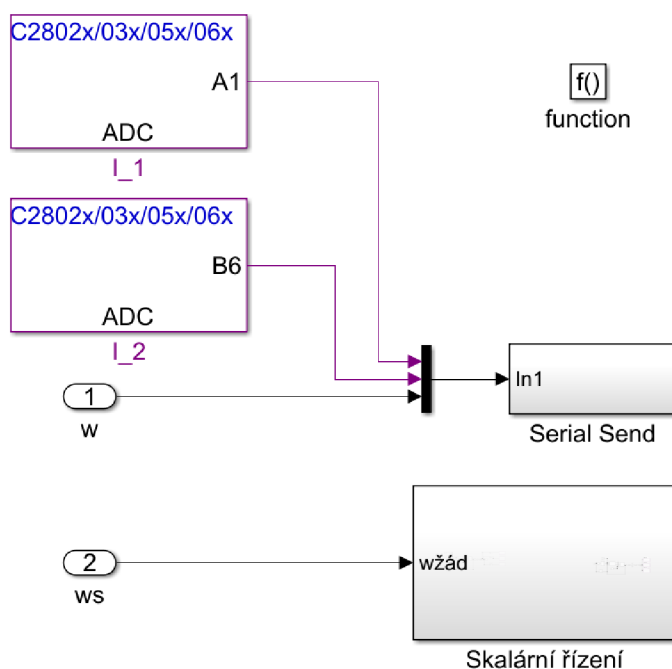 C2802x/03x/05x/06x
A1
ADC
I_1
f()
function
C2802x/03x/05x/06x
B6
ADC
I_2
1
w
In1
Serial Send
2
ws
wžád
Skalární řízení